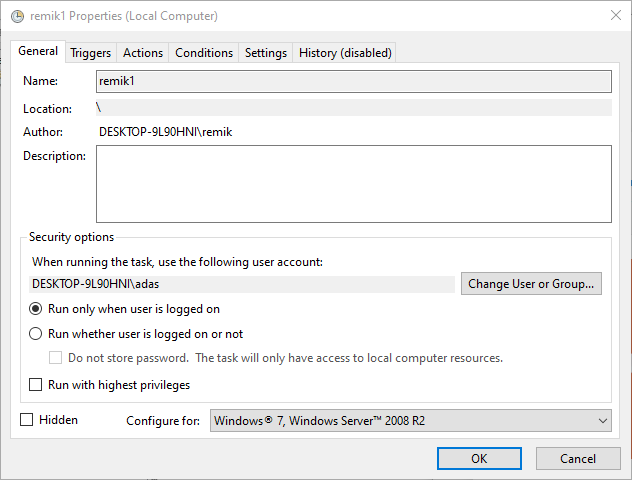 remik1 Properties (Local Computer)
General Triggers Actions Conditions Settings History (disabled)
Name: remik1
Location: \
Author: DESKTOP-9L90HNI\remik
Description:
Security options
When running the task, use the following user account:
DESKTOP-9L90HNI\adas Change User or Group...
Run only when user is logged on
Run whether user is logged on or not
Do not store password. The task will only have access to local computer resources.
Run with highest privileges
Hidden Configure for: Windows® 7, Windows Server™ 2008 R2
OK Cancel